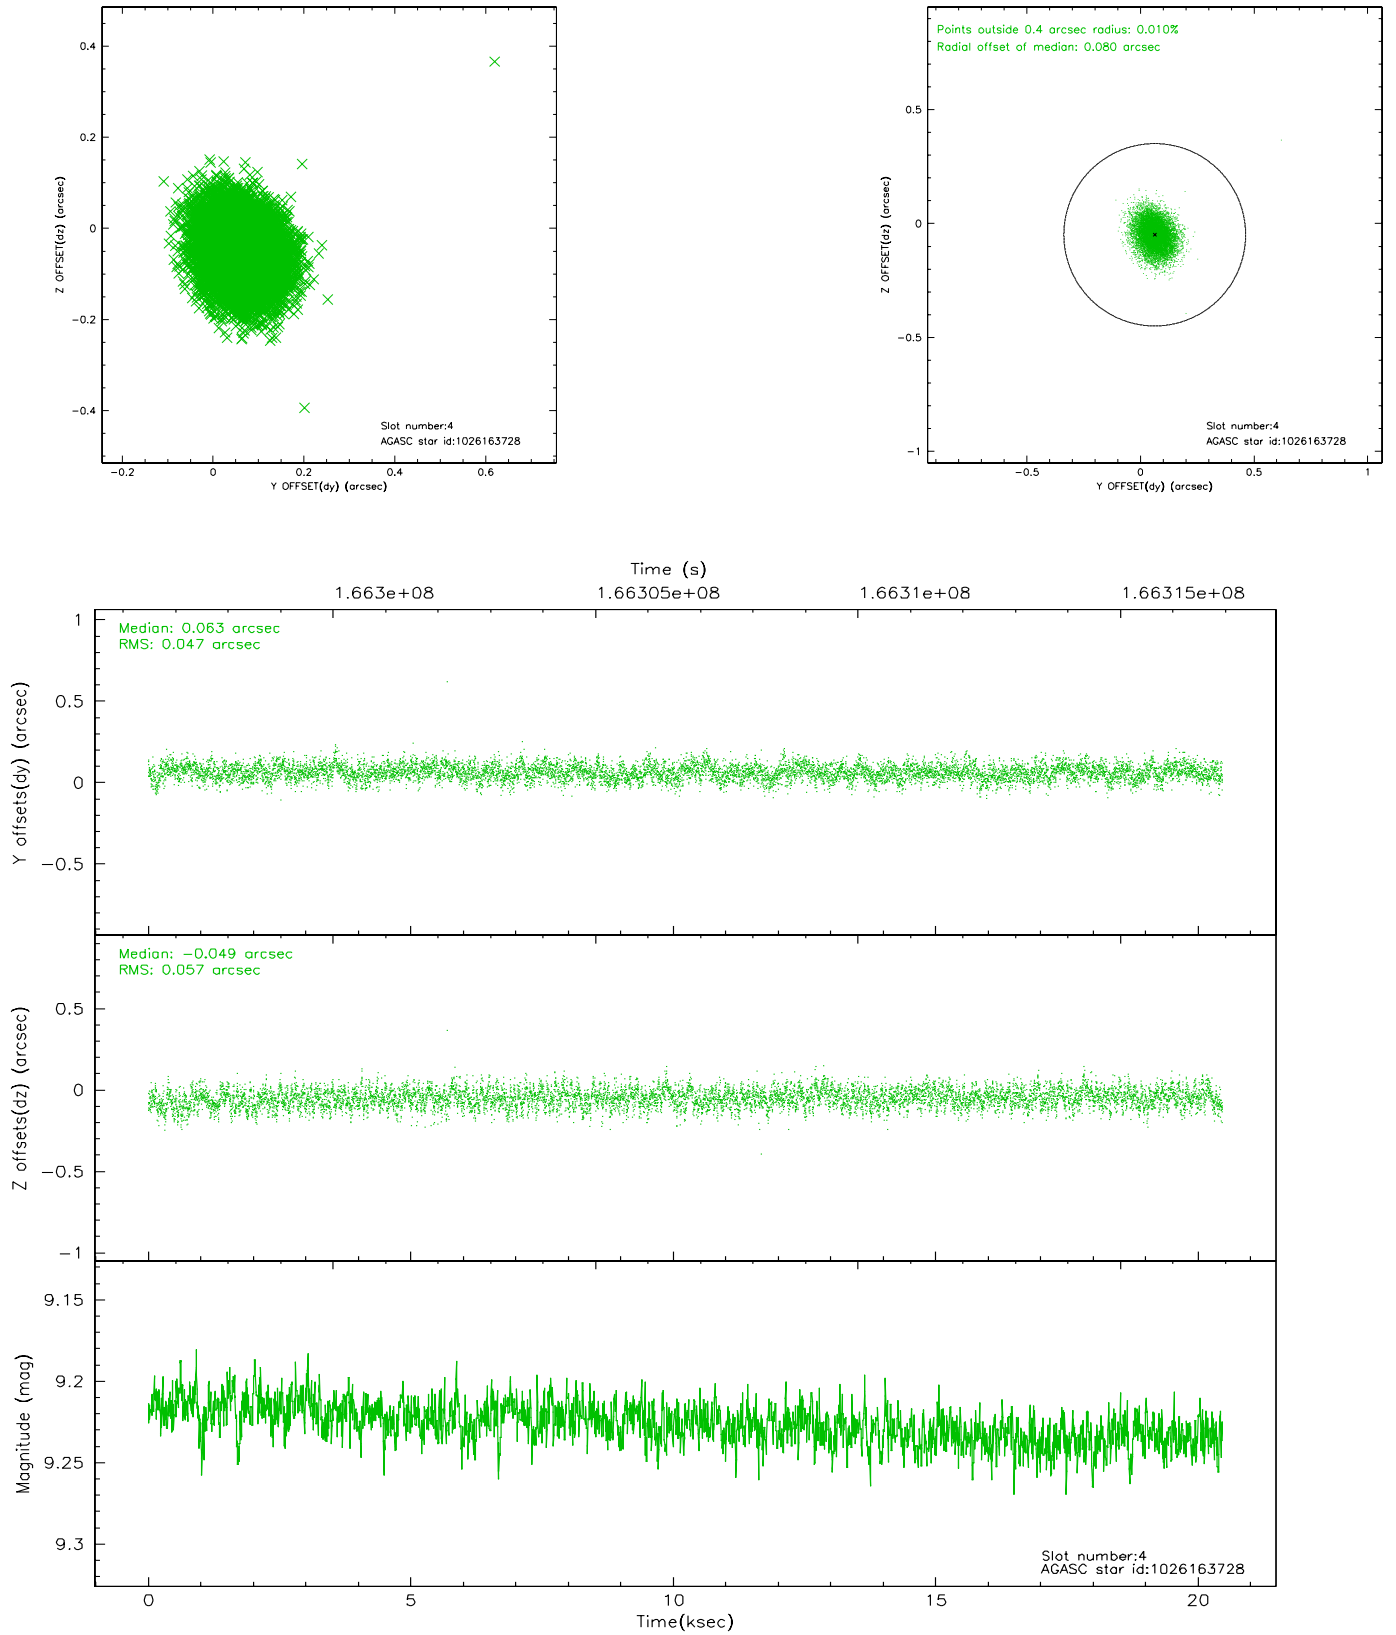 0.4
0.2
0
−0.2
−0.4
Z OFFSET(dz) (arcsec)
Slot number:4
AGASC star id:1026163728
−0.2 0 0.2 0.4 0.6
Y OFFSET(dy) (arcsec)
Points outside 0.4 arcsec radius: 0.010%
Radial offset of median: 0.080 arcsec
0.5
0
−0.5
−1
Z OFFSET(dz) (arcsec)
Slot number:4
AGASC star id:1026163728
−0.5 0 0.5 1
Y OFFSET(dy) (arcsec)
Time (s)
1.663e+08 1.66305e+08 1.6631e+08 1.66315e+08
Median: 0.063 arcsec
RMS: 0.047 arcsec
1
0.5
0
−0.5
Y offsets(dy) (arcsec)
Median: −0.049 arcsec
RMS: 0.057 arcsec
0.5
0
−0.5
−1
Z offsets(dz) (arcsec)
9.15
9.2
9.25
9.3
Magnitude (mag)
Slot number:4
AGASC star id:1026163728
0 5 10 15 20
Time(ksec)